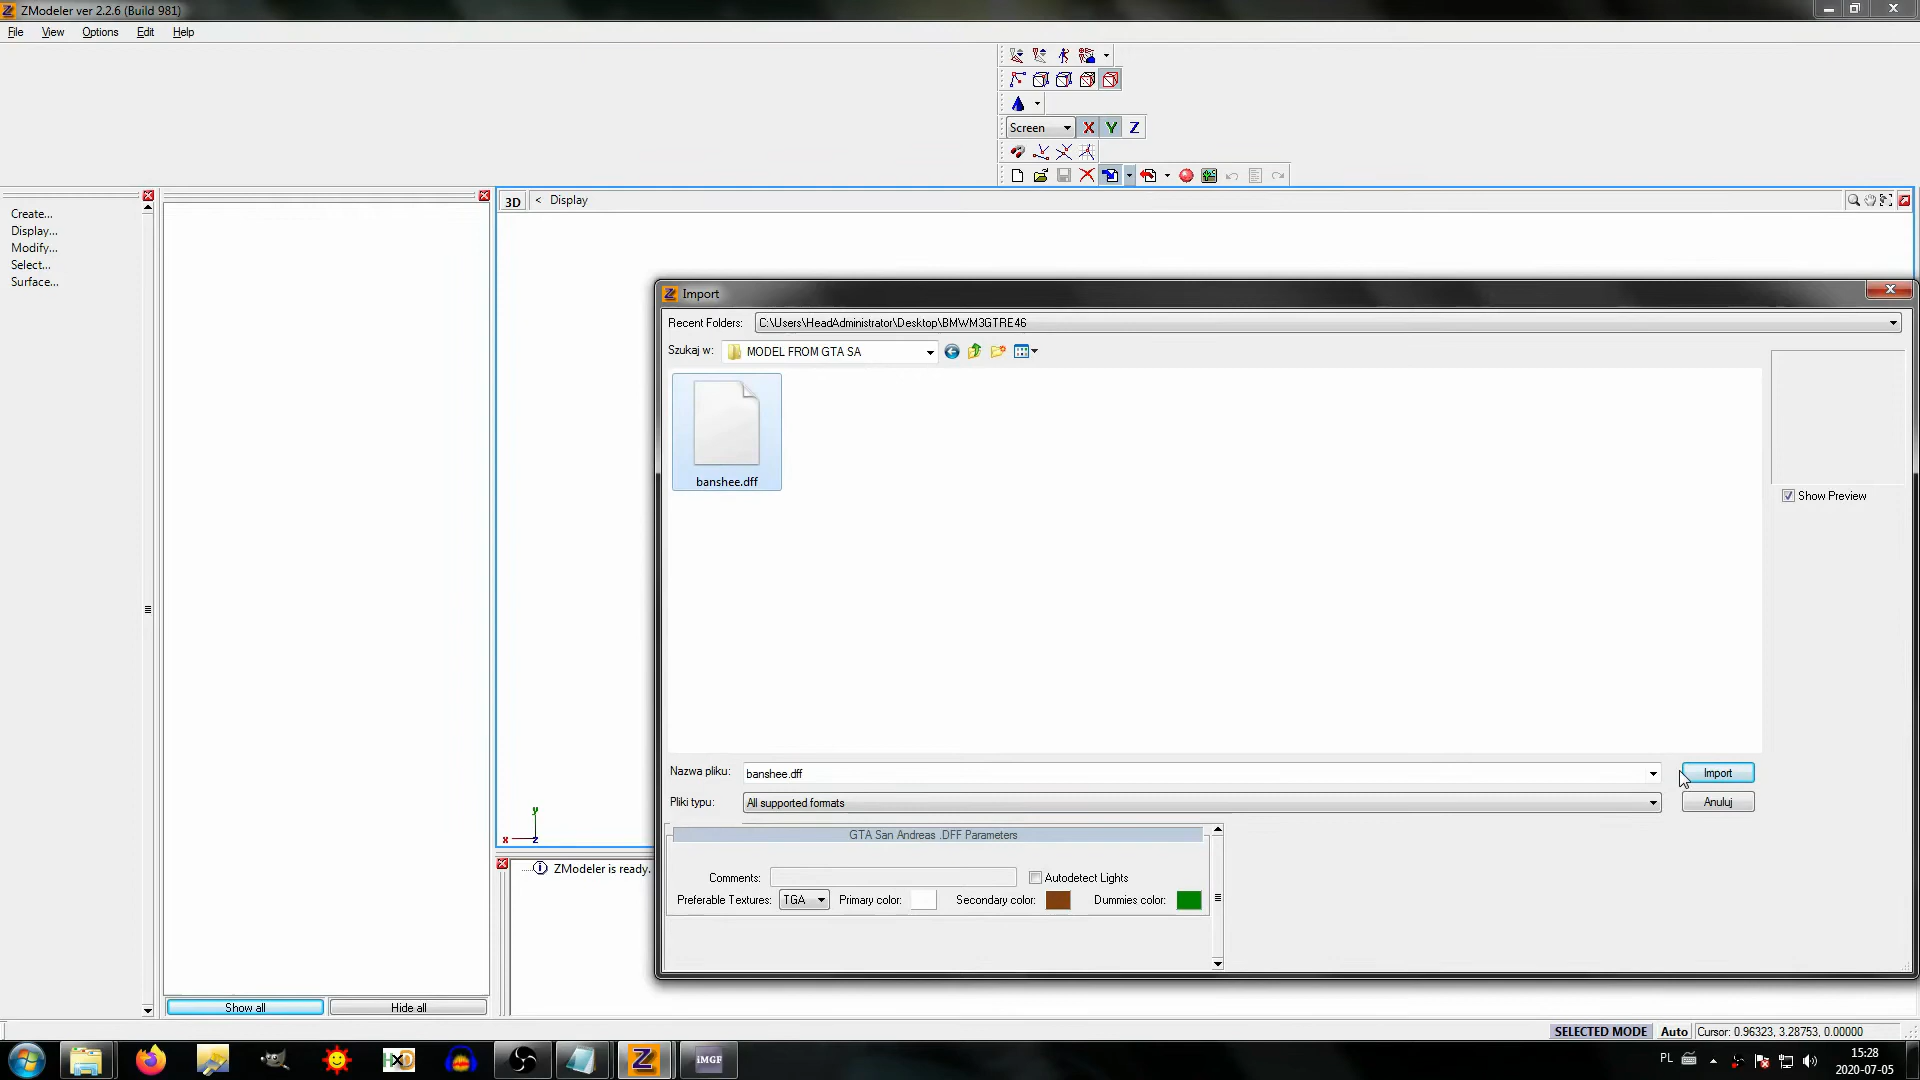 ZModeler ver 2.2.6 (Build 981)
File View Options Edit Help
Screen X Y Z
Create...
Display...
Modify...
Select...
Surface...
3D < Display
Import
Recent Folders: C:\Users\HeadAdministrator\Desktop\BMWM3GTRE46
Szukaj w: MODEL FROM GTA SA
banshee.dff
Show Preview
Nazwa pliku: banshee.dff Import
Pliki typu: All supported formats Anuluj
GTA San Andreas .DFF Parameters
Comments: Autodetect Lights
Preferable Textures: TGA Primary color: Secondary color: Dummies color:
y
x z
ZModeler is ready.
Show all Hide all
SELECTED MODE Auto Cursor: 0.96323, 3.28753, 0.00000
HxD Z iMGF PL 15:28
2020-07-05